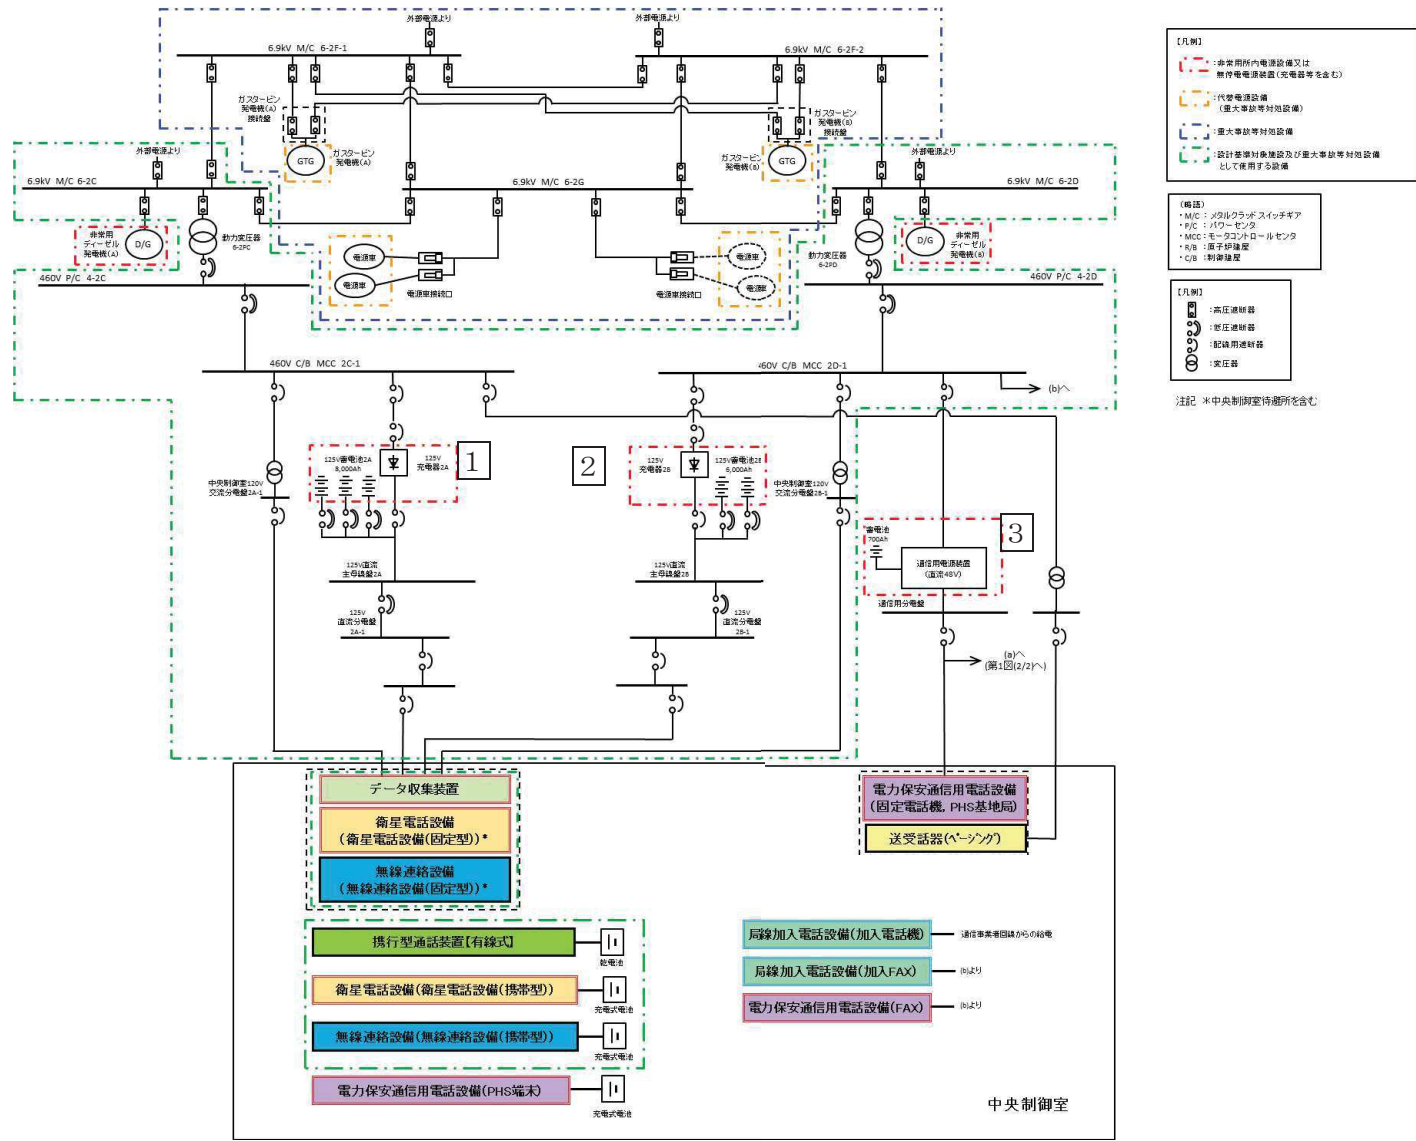 外部電源より
外部電源より
6.9kV M/C 6-2F-1
6.9kV M/C 6-2F-2
ガスタービン
発電機(A)
接続盤
ガスタービン
発電機(B)
接続盤
GTG
ガスタービン
発電機(A)
ガスタービン
発電機(B)
GTG
外部電源より
外部電源より
6.9kV M/C 6-2C
6.9kV M/C 6-2G
6.9kV M/C 6-2D
非常用
ディーゼル
発電機(A)
D/G
動力変圧器
6-2PC
電源車
電源車
電源車接続口
電源車
電源車
電源車接続口
動力変圧器
6-2PD
D/G
非常用
ディーゼル
発電機(B)
460V P/C 4-2C
460V P/C 4-2D
460V C/B MCC 2C-1
460V C/B MCC 2D-1
(b)へ
125V蓄電池2A
8,000Ah
125V
充電器2A
1
2
125V
充電器2B
125V蓄電池2B
6,000Ah
中央制御室120V
交流分電盤2A-1
中央制御室120V
交流分電盤2B-1
蓄電池
700Ah
通信用電源装置
(直流48V)
3
通信用分電盤
125V直流
主母線盤2A
125V直流
主母線盤2B
125V
直流分電盤
2A-1
125V
直流分電盤
2B-1
(a)へ
(第1図(2/2)へ)
データ収集装置
衛星電話設備
(衛星電話設備(固定型))*
無線連絡設備
(無線連絡設備(固定型))*
電力保安通信用電話設備
(固定電話機, PHS基地局)
送受話器(ページング)
携行型通話装置【有線式】
乾電池
衛星電話設備(衛星電話設備(携帯型))
充電式電池
無線連絡設備(無線連絡設備(携帯型))
充電式電池
電力保安通信用電話設備(PHS端末)
充電式電池
局線加入電話設備(加入電話機)
通信事業者回線からの給電
局線加入電話設備(加入FAX)
(b)より
電力保安通信用電話設備(FAX)
(b)より
中央制御室
【凡例】
:非常用所内電源設備又は
無停電電源装置(充電器等を含む)
:代替電源設備
(重大事故等対処設備)
:重大事故等対処設備
:設計基準対象施設及び重大事故等対処設備
として使用する設備
(略語)
・M/C : メタルクラッドスイッチギア
・P/C : パワーセンタ
・MCC : モータコントロールセンタ
・R/B : 原子炉建屋
・C/B : 制御建屋
【凡例】
:高圧遮断器
:低圧遮断器
:配線用遮断器
:変圧器
注記 *中央制御室待避所を含む